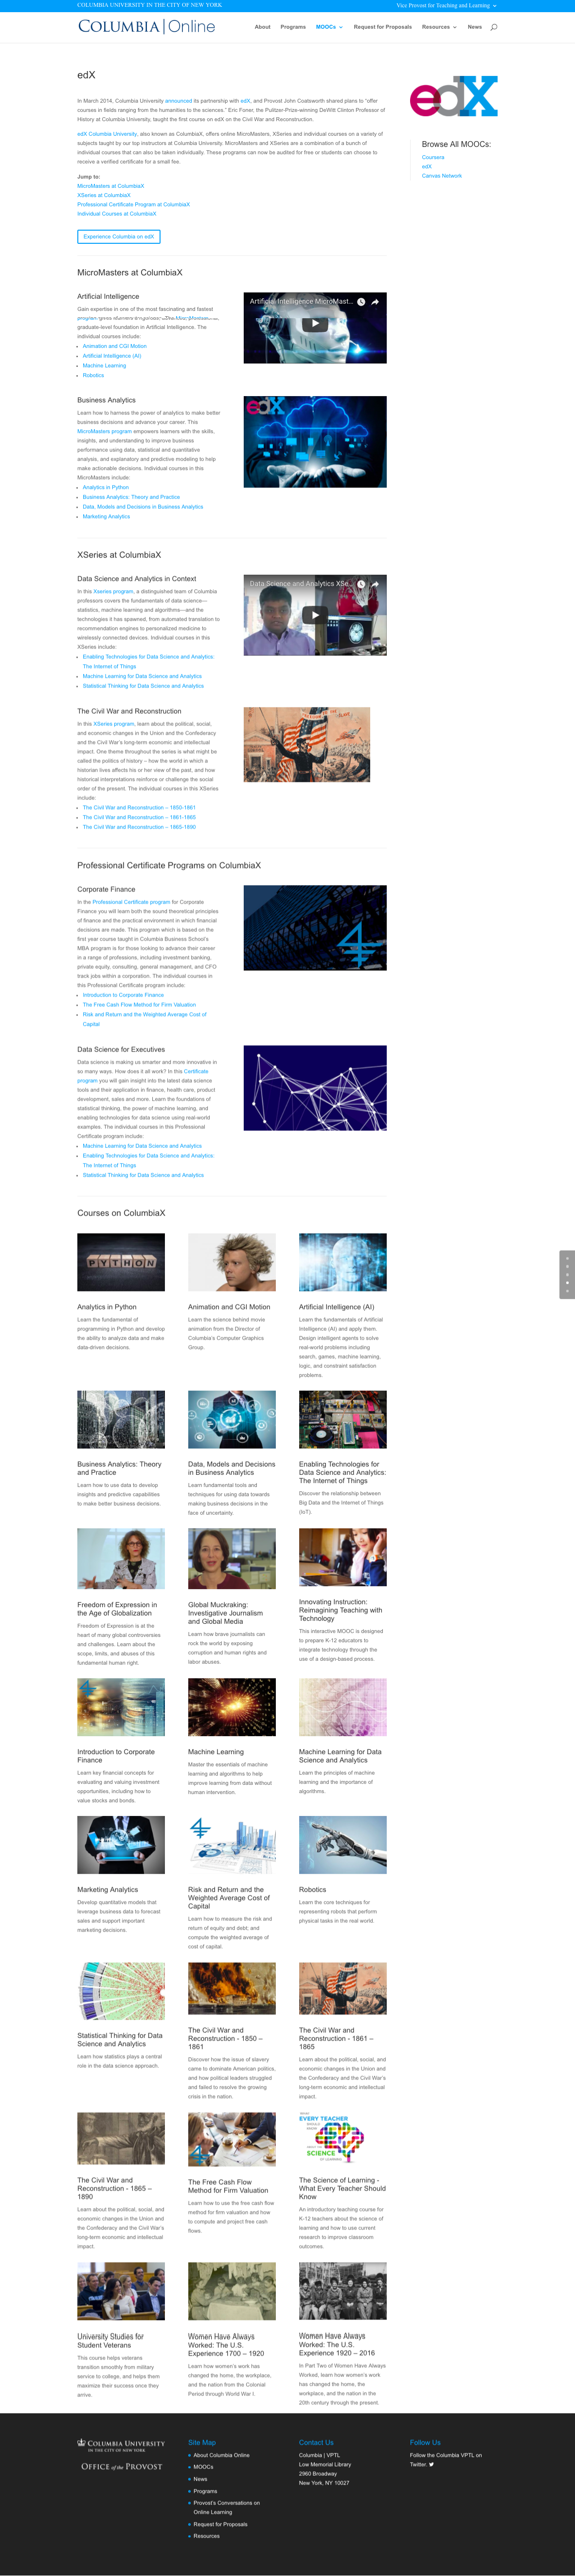 COLUMBIA UNIVERSITY IN THE CITY OF NEW YORK
Vice Provost for Teaching and Learning
COLUMBIA | Online
About
Programs
MOOCs
Request for Proposals
Resources
News
edX
In March 2014, Columbia University announced its partnership with edX, and Provost John Coatsworth shared plans to "offer
courses in fields ranging from the humanities to the sciences." Eric Foner, the Pulitzer-Prize-winning DeWitt Clinton Professor of
History at Columbia University, taught the first course on edX on the Civil War and Reconstruction.
edX Columbia University, also known as ColumbiaX, offers online MicroMasters, XSeries and individual courses on a variety of
subjects taught by our top instructors at Columbia University. MicroMasters and XSeries are a combination of a bunch of
individual courses that can also be taken individually. These programs can now be audited for free or students can choose to
receive a verified certificate for a small fee.
Jump to:
MicroMasters at ColumbiaX
XSeries at ColumbiaX
Professional Certificate Program at ColumbiaX
Individual Courses at ColumbiaX
Experience Columbia on edX
edX
Browse All MOOCs:
Coursera
edX
Canvas Network
MicroMasters at ColumbiaX
Artificial Intelligence
Gain expertise in one of the most fascinating and fastest
graduate-level foundation in Artificial Intelligence. The
individual courses include:
Animation and CGI Motion
Artificial Intelligence (AI)
Machine Learning
Robotics
Artificial Intelligence MicroMast...
Business Analytics
Learn how to harness the power of analytics to make better
business decisions and advance your career. This
MicroMasters program empowers learners with the skills,
insights, and understanding to improve business
performance using data, statistical and quantitative
analysis, and explanatory and predictive modeling to help
make actionable decisions. Individual courses in this
MicroMasters include:
Analytics in Python
Business Analytics: Theory and Practice
Data, Models and Decisions in Business Analytics
Marketing Analytics
edX
XSeries at ColumbiaX
Data Science and Analytics in Context
In this Xseries program, a distinguished team of Columbia
professors covers the fundamentals of data science—
statistics, machine learning and algorithms—and the
technologies it has spawned, from automated translation to
recommendation engines to personalized medicine to
wirelessly connected devices. Individual courses in this
XSeries include:
Enabling Technologies for Data Science and Analytics:
The Internet of Things
Machine Learning for Data Science and Analytics
Statistical Thinking for Data Science and Analytics
Data Science and Analytics XSe...
The Civil War and Reconstruction
In this XSeries program, learn about the political, social,
and economic changes in the Union and the Confederacy
and the Civil War's long-term economic and intellectual
impact. One theme throughout the series is what might be
called the politics of history – how the world in which a
historian lives affects his or her view of the past, and how
historical interpretations reinforce or challenge the social
order of the present. The individual courses in this XSeries
include:
The Civil War and Reconstruction – 1850-1861
The Civil War and Reconstruction – 1861-1865
The Civil War and Reconstruction – 1865-1890
Professional Certificate Programs on ColumbiaX
Corporate Finance
In the Professional Certificate program for Corporate
Finance you will learn both the sound theoretical principles
of finance and the practical environment in which financial
decisions are made. This program which is based on the
first year course taught in Columbia Business School's
MBA program is for those looking to advance their career
in a range of professions, including investment banking,
private equity, consulting, general management, and CFO
track jobs within a corporation. The individual courses in
this Professional Certificate program include:
Introduction to Corporate Finance
The Free Cash Flow Method for Firm Valuation
Risk and Return and the Weighted Average Cost of
Capital
Data Science for Executives
Data science is making us smarter and more innovative in
so many ways. How does it all work? In this Certificate
program you will gain insight into the latest data science
tools and their application in finance, health care, product
development, sales and more. Learn the foundations of
statistical thinking, the power of machine learning, and
enabling technologies for data science using real-world
examples. The individual courses in this Professional
Certificate program include:
Machine Learning for Data Science and Analytics
Enabling Technologies for Data Science and Analytics:
The Internet of Things
Statistical Thinking for Data Science and Analytics
Courses on ColumbiaX
PYTHON
Analytics in Python
Learn the fundamental of
programming in Python and develop
the ability to analyze data and make
data-driven decisions.
Animation and CGI Motion
Learn the science behind movie
animation from the Director of
Columbia's Computer Graphics
Group.
Artificial Intelligence (AI)
Learn the fundamentals of Artificial
Intelligence (AI) and apply them.
Design intelligent agents to solve
real-world problems including
search, games, machine learning,
logic, and constraint satisfaction
problems.
Business Analytics: Theory
and Practice
Learn how to use data to develop
insights and predictive capabilities
to make better business decisions.
Data, Models and Decisions
in Business Analytics
Learn fundamental tools and
techniques for using data towards
making business decisions in the
face of uncertainty.
Enabling Technologies for
Data Science and Analytics:
The Internet of Things
Discover the relationship between
Big Data and the Internet of Things
(IoT).
Freedom of Expression in
the Age of Globalization
Freedom of Expression is at the
heart of many global controversies
and challenges. Learn about the
scope, limits, and abuses of this
fundamental human right.
Global Muckraking:
Investigative Journalism
and Global Media
Learn how brave journalists can
rock the world by exposing
corruption and human rights and
labor abuses.
Innovating Instruction:
Reimagining Teaching with
Technology
This interactive MOOC is designed
to prepare K-12 educators to
integrate technology through the
use of a design-based process.
Introduction to Corporate
Finance
Learn key financial concepts for
evaluating and valuing investment
opportunities, including how to
value stocks and bonds.
Machine Learning
Master the essentials of machine
learning and algorithms to help
improve learning from data without
human intervention.
Machine Learning for Data
Science and Analytics
Learn the principles of machine
learning and the importance of
algorithms.
Marketing Analytics
Develop quantitative models that
leverage business data to forecast
sales and support important
marketing decisions.
Risk and Return and the
Weighted Average Cost of
Capital
Learn how to measure the risk and
return of equity and debt; and
compute the weighted average of
cost of capital.
Robotics
Learn the core techniques for
representing robots that perform
physical tasks in the real world.
Statistical Thinking for Data
Science and Analytics
Learn how statistics plays a central
role in the data science approach.
The Civil War and
Reconstruction - 1850 –
1861
Discover how the issue of slavery
came to dominate American politics,
and how political leaders struggled
and failed to resolve the growing
crisis in the nation.
The Civil War and
Reconstruction - 1861 –
1865
Learn about the political, social, and
economic changes in the Union and
the Confederacy and the Civil War's
long-term economic and intellectual
impact.
The Civil War and
Reconstruction - 1865 –
1890
Learn about the political, social, and
economic changes in the Union and
the Confederacy and the Civil War's
long-term economic and intellectual
impact.
The Free Cash Flow
Method for Firm Valuation
Learn how to use the free cash flow
method for firm valuation and how
to compute and project free cash
flows.
WHAT
EVERY TEACHER
SHOULD
KNOW
ABOUT
THE
SCIENCE
OF LEARNING
The Science of Learning -
What Every Teacher Should
Know
An introductory teaching course for
K-12 teachers about the science of
learning and how to use current
research to improve classroom
outcomes.
University Studies for
Student Veterans
This course helps veterans
transition smoothly from military
service to college, and helps them
maximize their success once they
arrive.
Women Have Always
Worked: The U.S.
Experience 1700 – 1920
Learn how women's work has
changed the home, the workplace,
and the nation from the Colonial
Period through World War I.
Women Have Always
Worked: The U.S.
Experience 1920 – 2016
In Part Two of Women Have Always
Worked, learn how women's work
has changed the home, the
workplace, and the nation in the
20th century through the present.
COLUMBIA UNIVERSITY
IN THE CITY OF NEW YORK
OFFICE of the PROVOST
Site Map
About Columbia Online
MOOCs
News
Programs
Provost's Conversations on
Online Learning
Request for Proposals
Resources
Contact Us
Columbia | VPTL
Low Memorial Library
2960 Broadway
New York, NY 10027
Follow Us
Follow the Columbia VPTL on
Twitter.